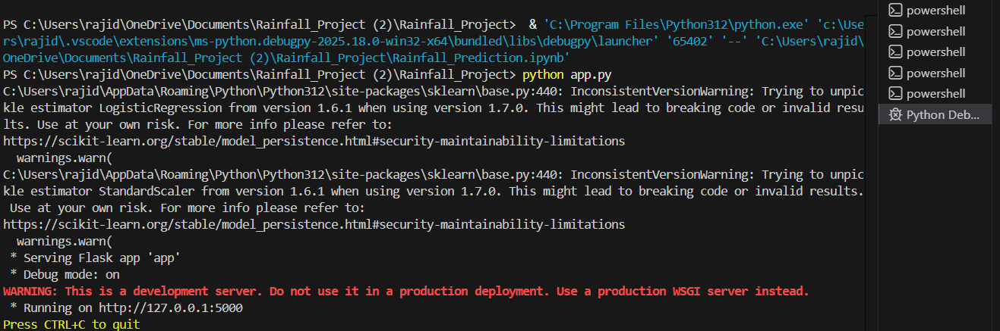 PS C:\Users\rajid\OneDrive\Documents\Rainfall_Project (2)\Rainfall_Project>  & 'C:\Program Files\Python312\python.exe' 'c:\Use
rs\rajid\.vscode\extensions\ms-python.debugpy-2025.18.0-win32-x64\bundled\libs\debugpy\launcher' '65402' '--' 'C:\Users\rajid\
OneDrive\Documents\Rainfall_Project (2)\Rainfall_Project\Rainfall_Prediction.ipynb'
PS C:\Users\rajid\OneDrive\Documents\Rainfall_Project (2)\Rainfall_Project> python app.py
C:\Users\rajid\AppData\Roaming\Python\Python312\site-packages\sklearn\base.py:440: InconsistentVersionWarning: Trying to unpic
kle estimator LogisticRegression from version 1.6.1 when using version 1.7.0. This might lead to breaking code or invalid resu
lts. Use at your own risk. For more info please refer to:
https://scikit-learn.org/stable/model_persistence.html#security-maintainability-limitations
  warnings.warn(
C:\Users\rajid\AppData\Roaming\Python\Python312\site-packages\sklearn\base.py:440: InconsistentVersionWarning: Trying to unpic
kle estimator StandardScaler from version 1.6.1 when using version 1.7.0. This might lead to breaking code or invalid results.
 Use at your own risk. For more info please refer to:
https://scikit-learn.org/stable/model_persistence.html#security-maintainability-limitations
  warnings.warn(
 * Serving Flask app 'app'
 * Debug mode: on
WARNING: This is a development server. Do not use it in a production deployment. Use a production WSGI server instead.
 * Running on http://127.0.0.1:5000
Press CTRL+C to quit
powershell
powershell
powershell
powershell
powershell
Python Deb...